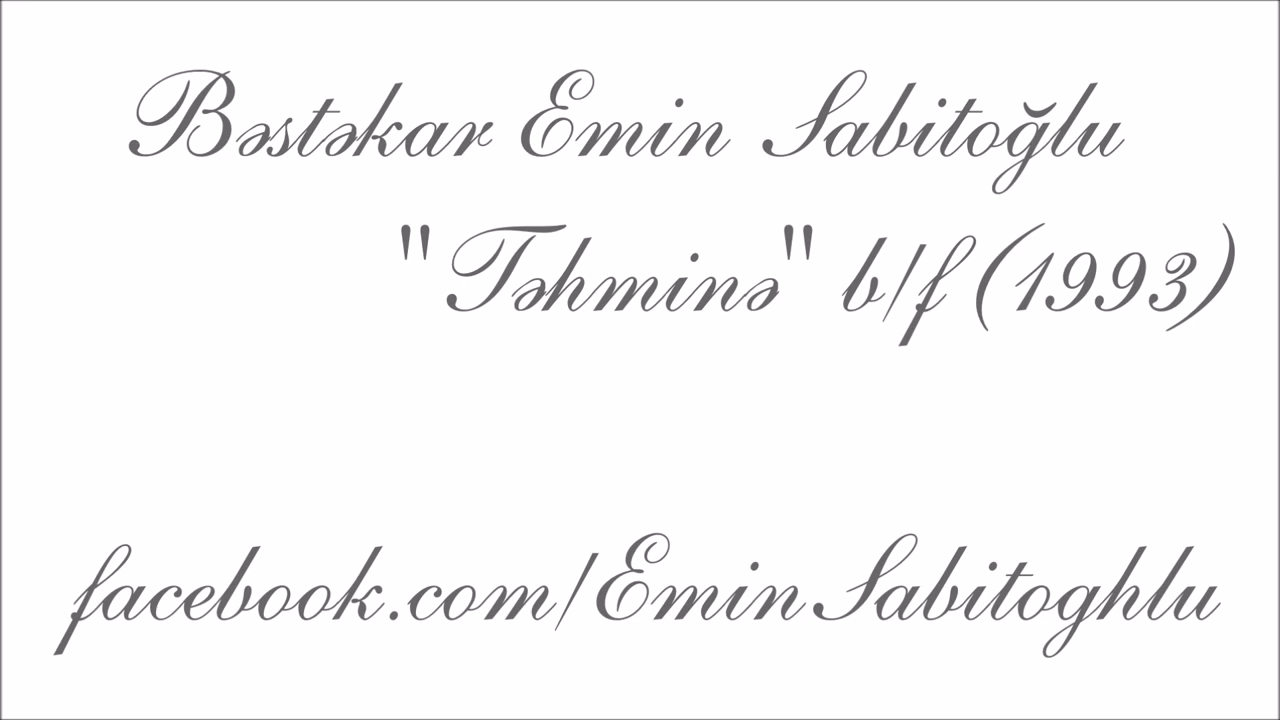 Bəstəkar Emin Sabitoğlu
"Təhminə" b/f (1993)
facebook.com/EminSabitoghlu